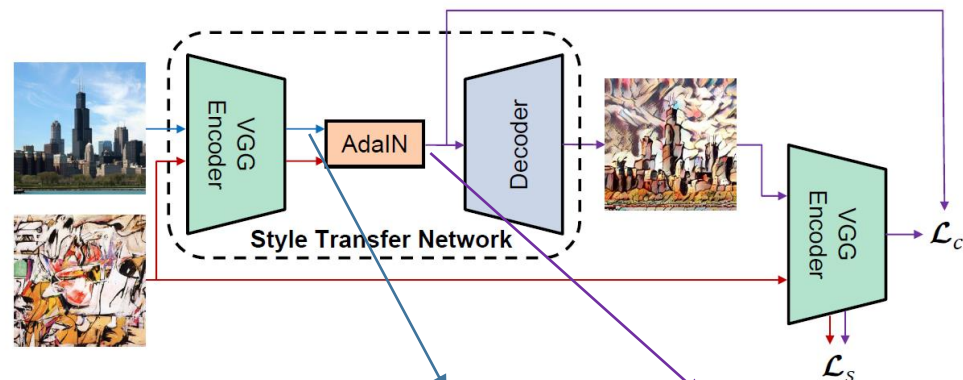 VGG
Encoder
AdaIN
Decoder
Style Transfer Network
VGG
Encoder
𝓛c
𝓛s